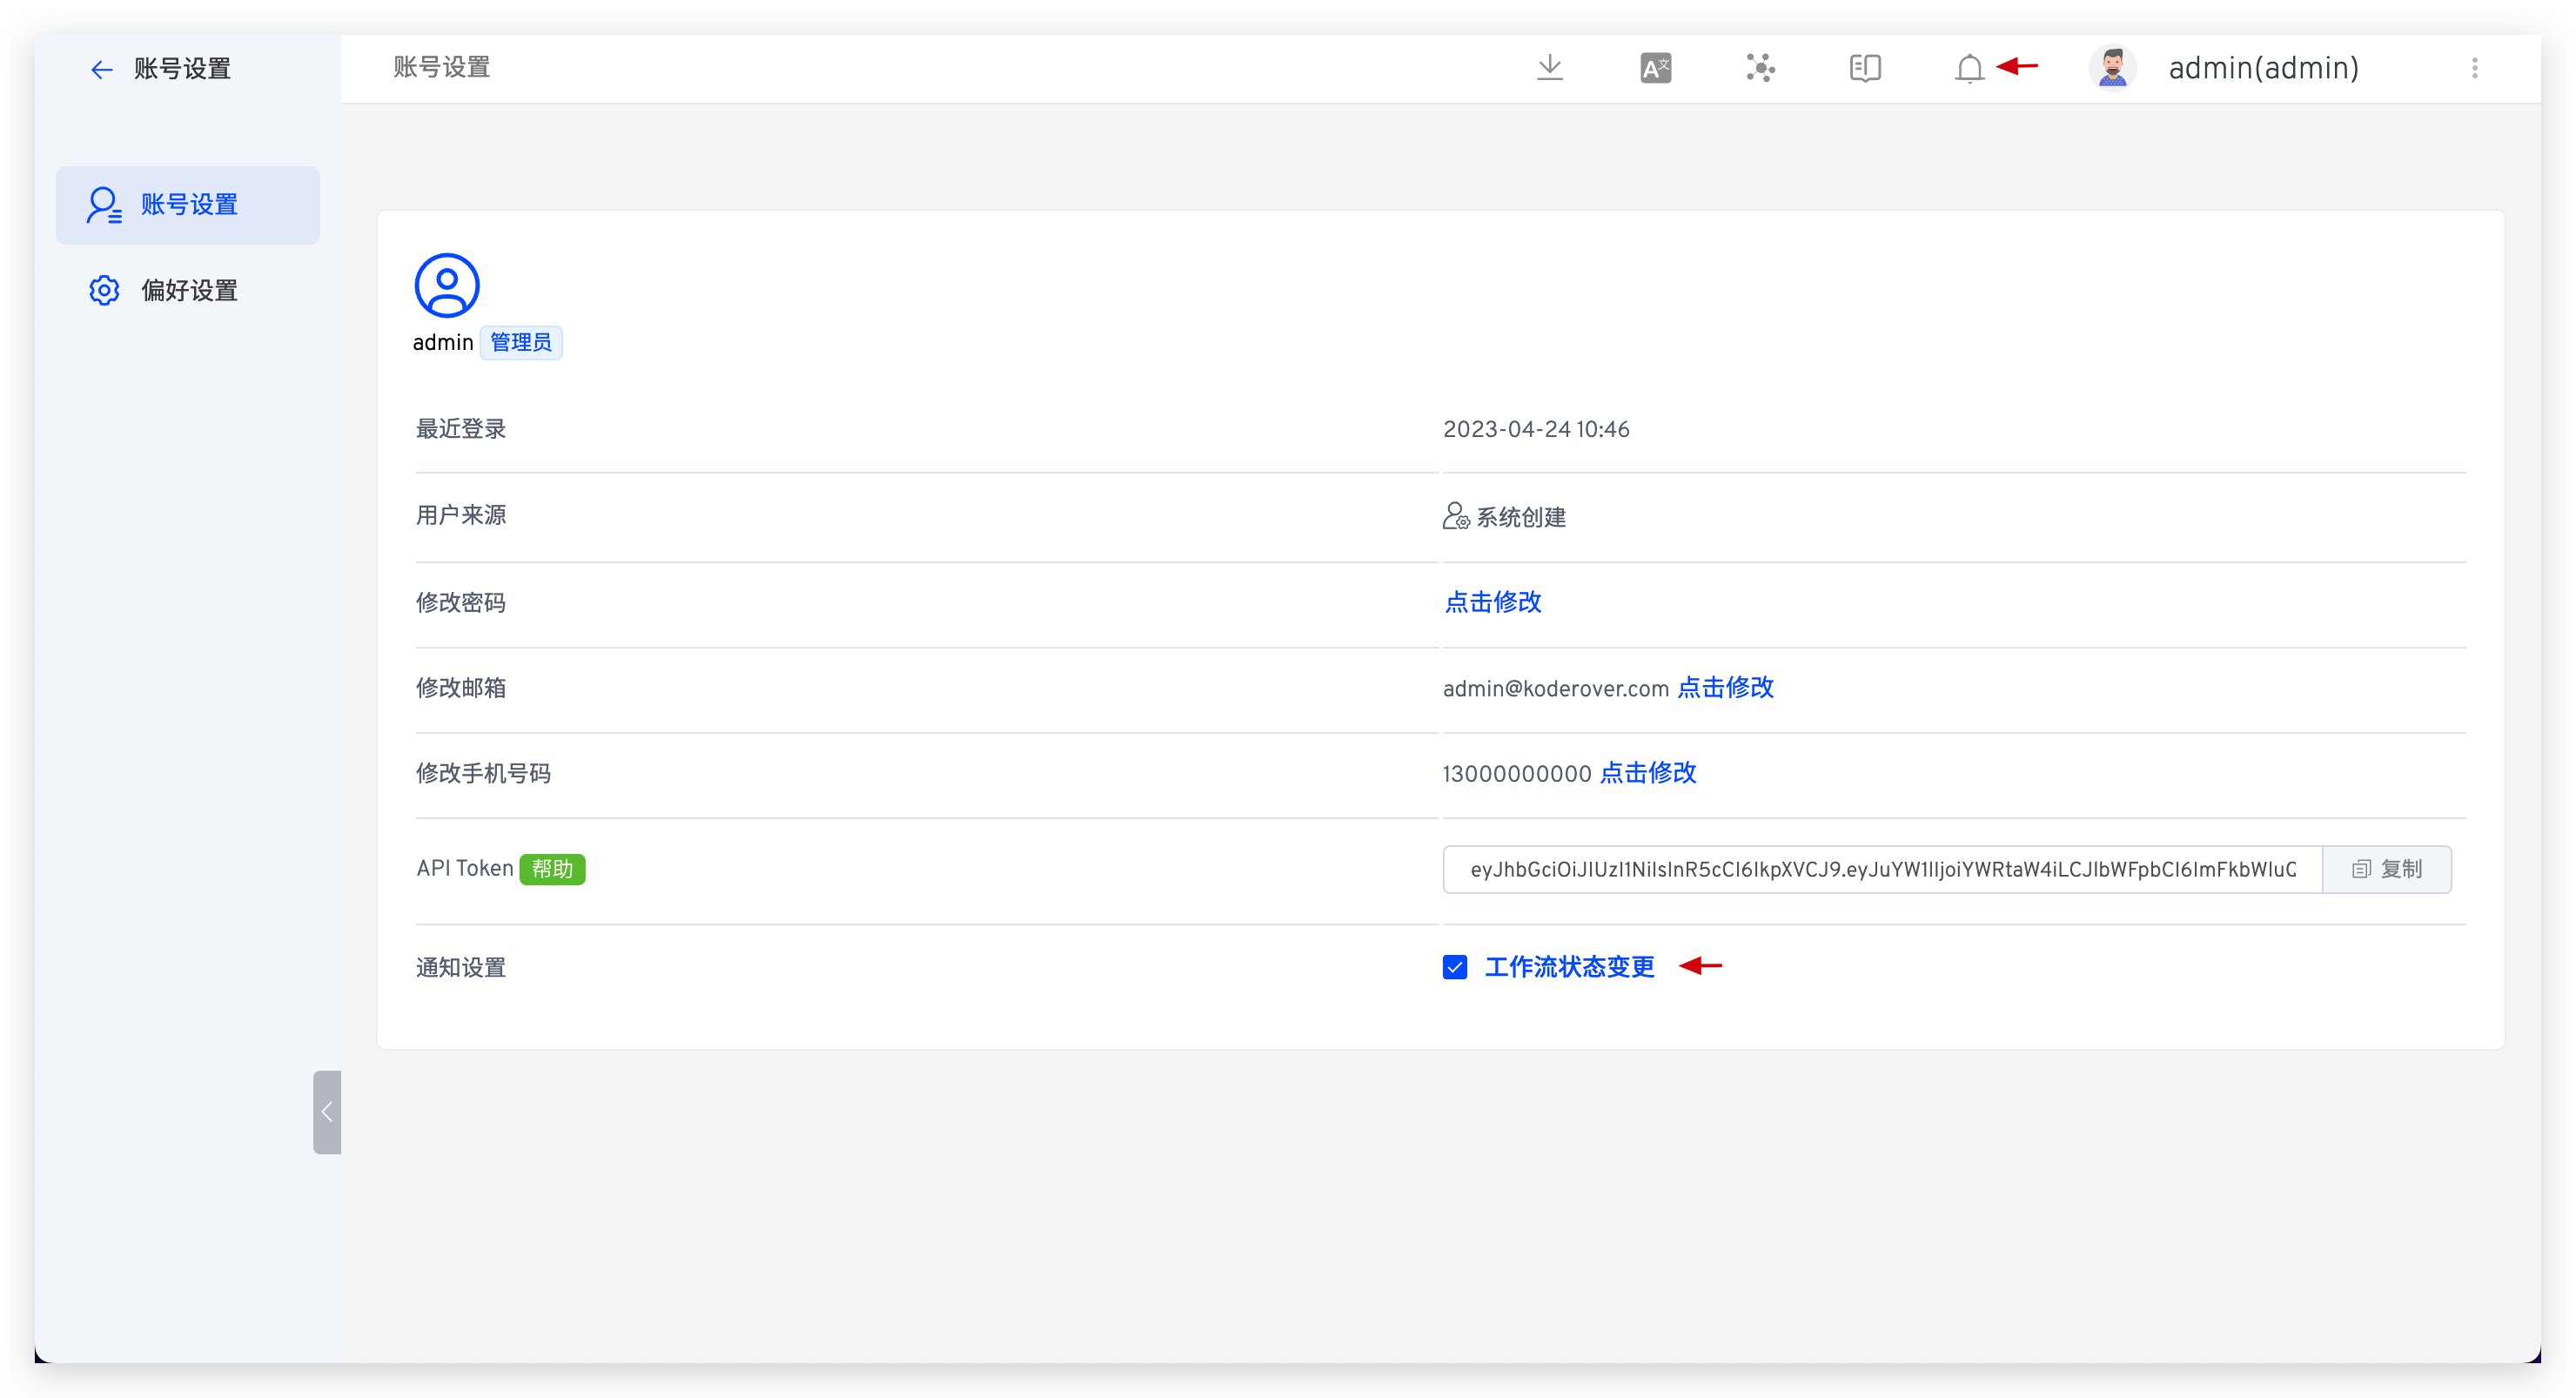 账号设置
账号设置
A文
admin(admin)
账号设置
偏好设置
admin 管理员
最近登录 2023-04-24 10:46
用户来源 系统创建
修改密码 点击修改
修改邮箱 admin@koderover.com 点击修改
修改手机号码 13000000000 点击修改
API Token 帮助 复制
通知设置 工作流状态变更